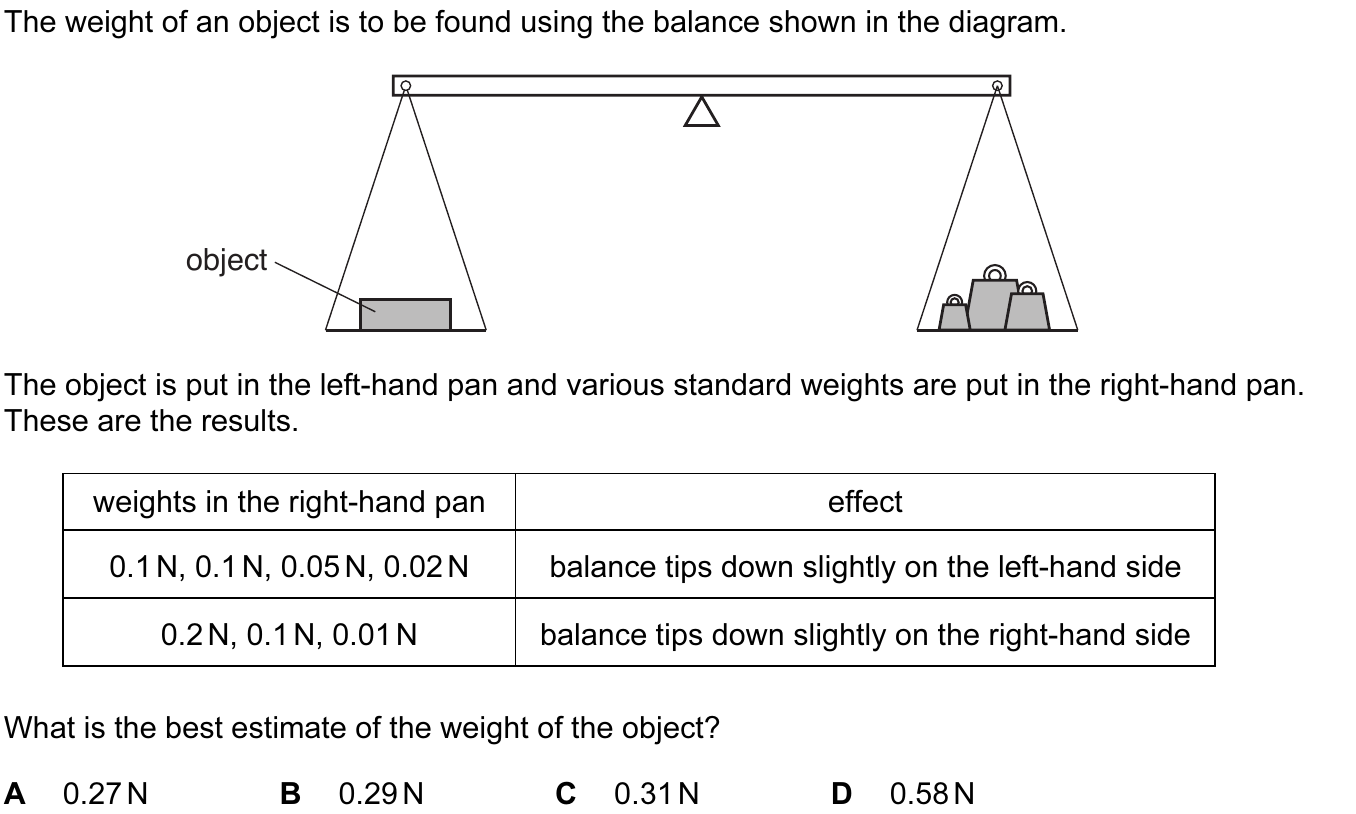 The weight of an object is to be found using the balance shown in the diagram.
object
The object is put in the left-hand pan and various standard weights are put in the right-hand pan.
These are the results.
weights in the right-hand pan effect
0.1 N, 0.1 N, 0.05 N, 0.02 N balance tips down slightly on the left-hand side
0.2 N, 0.1 N, 0.01 N balance tips down slightly on the right-hand side
What is the best estimate of the weight of the object?
A 0.27 N B 0.29 N C 0.31 N D 0.58 N